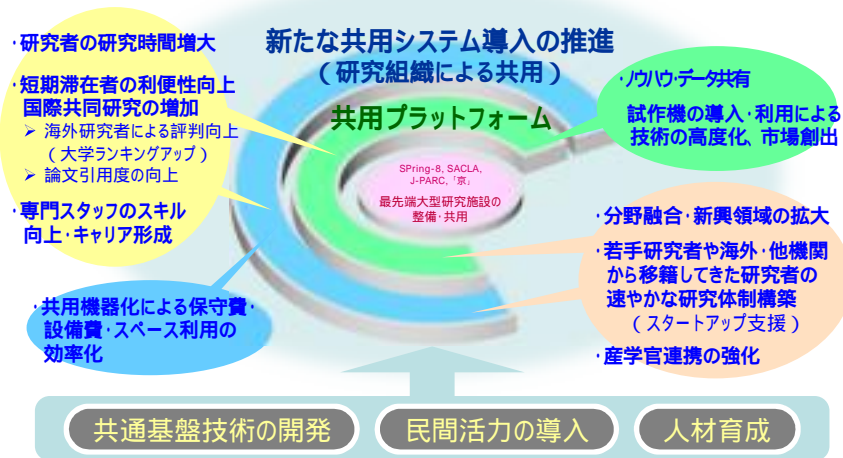 新たな共用システム導入の推進
（研究組織による共用）
共用プラットフォーム
SPring-8, SACLA,
J-PARC,「京」
最先端大型研究施設の
整備・共用
・研究者の研究時間増大
・短期滞在者の利便性向上
国際共同研究の増加
➢ 海外研究者による評判向上
（大学ランキングアップ）
➢ 論文引用度の向上
・専門スタッフのスキル
向上・キャリア形成
・共用機器化による保守費・
設備費・スペース利用の
効率化
・ノウハウ・データ共有
試作機の導入・利用による
技術の高度化、市場創出
・分野融合・新興領域の拡大
・若手研究者や海外・他機関
から移籍してきた研究者の
速やかな研究体制構築
（スタートアップ支援）
・産学官連携の強化
共通基盤技術の開発
民間活力の導入
人材育成